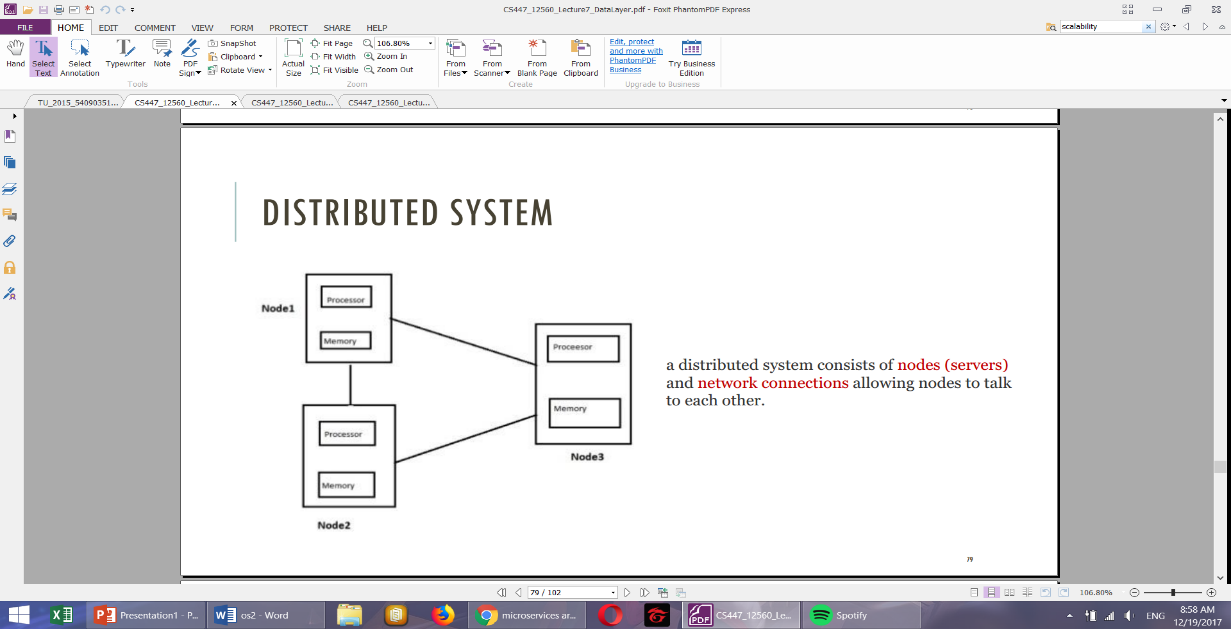 CS447_12560_Lecture7_DataLayer.pdf - Foxit PhantomPDF Express
FILE HOME EDIT COMMENT VIEW FORM PROTECT SHARE HELP
scalability
Hand
Select
Text
Select
Annotation
Typewriter
Note
PDF
Sign
SnapShot
Clipboard
Rotate View
Tools
Actual
Size
Fit Page
Fit Width
Fit Visible
106.80%
Zoom In
Zoom Out
Zoom
From
Files
From
Scanner
From
Blank Page
From
Clipboard
Create
Edit, protect
and more with
PhantomPDF
Business
Try Business
Edition
Upgrade to Business
TU_2015_54090351... CS447_12560_Lectur... CS447_12560_Lectu... CS447_12560_Lectu...
DISTRIBUTED SYSTEM
Node1
Processor
Memory
Processor
Memory
Node2
Proceesor
Memory
Node3
a distributed system consists of nodes (servers)
and network connections allowing nodes to talk
to each other.
79
79 / 102
106.80%
Presentation1 - P...
os2 - Word
microservices ar...
CS447_12560_Le...
Spotify
ENG
8:58 AM
12/19/2017